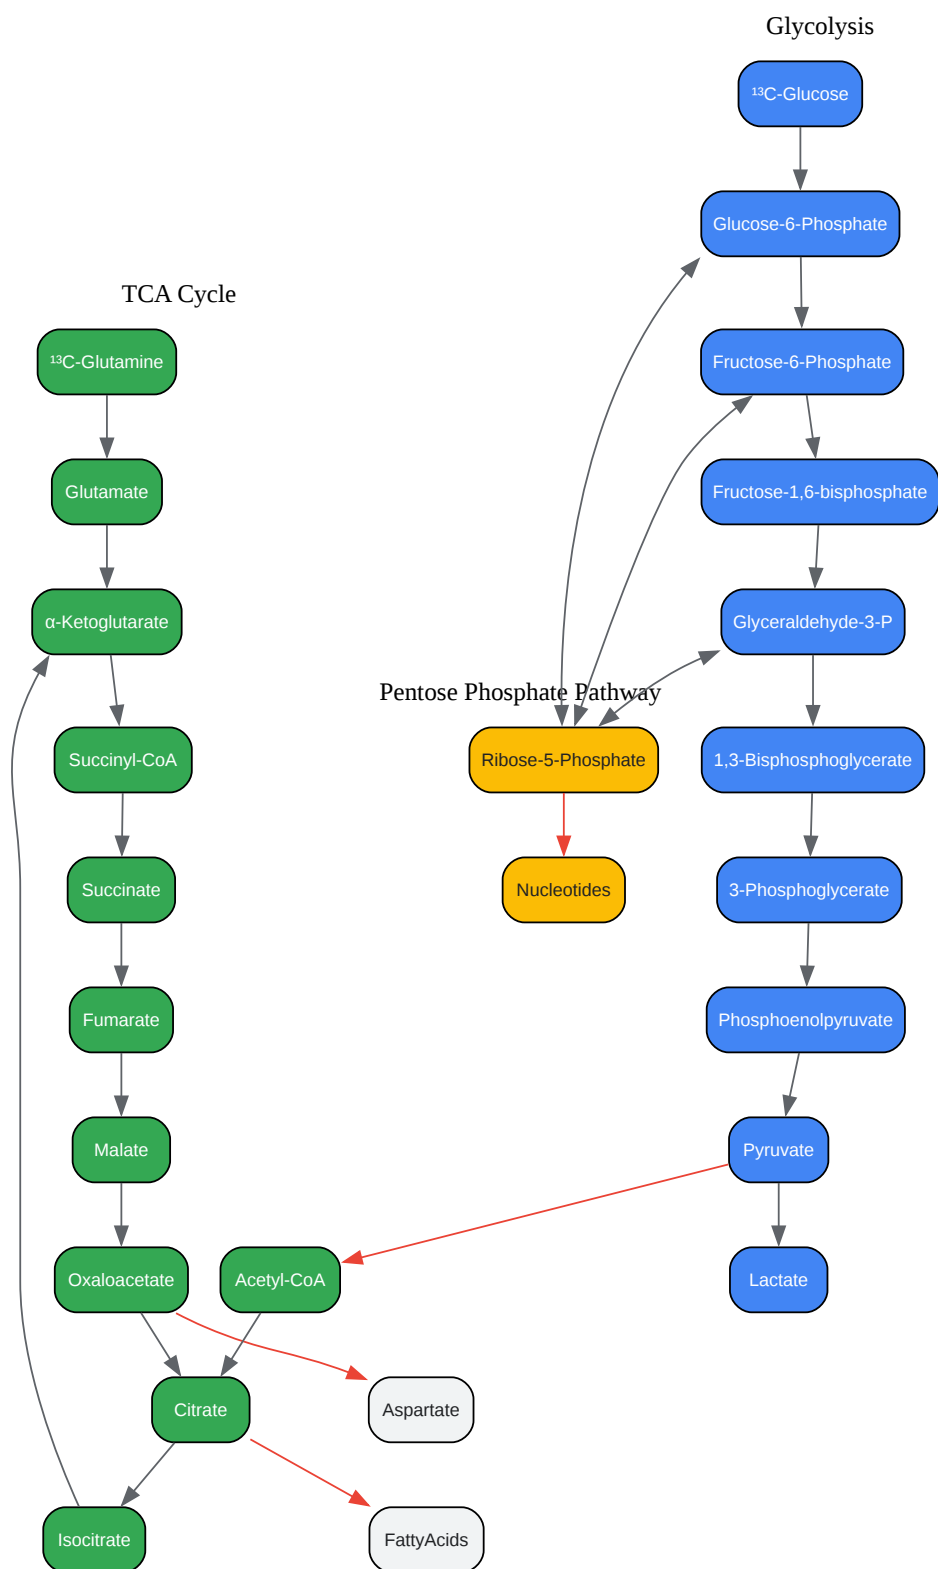 Glycolysis
¹³C-Glucose
Glucose-6-Phosphate
TCA Cycle
¹³C-Glutamine
Fructose-6-Phosphate
Glutamate
Fructose-1,6-bisphosphate
α-Ketoglutarate
Glyceraldehyde-3-P
Pentose Phosphate Pathway
Succinyl-CoA
Ribose-5-Phosphate
1,3-Bisphosphoglycerate
Succinate
Nucleotides
3-Phosphoglycerate
Fumarate
Phosphoenolpyruvate
Malate
Pyruvate
Oxaloacetate
Acetyl-CoA
Lactate
Citrate
Aspartate
Isocitrate
FattyAcids